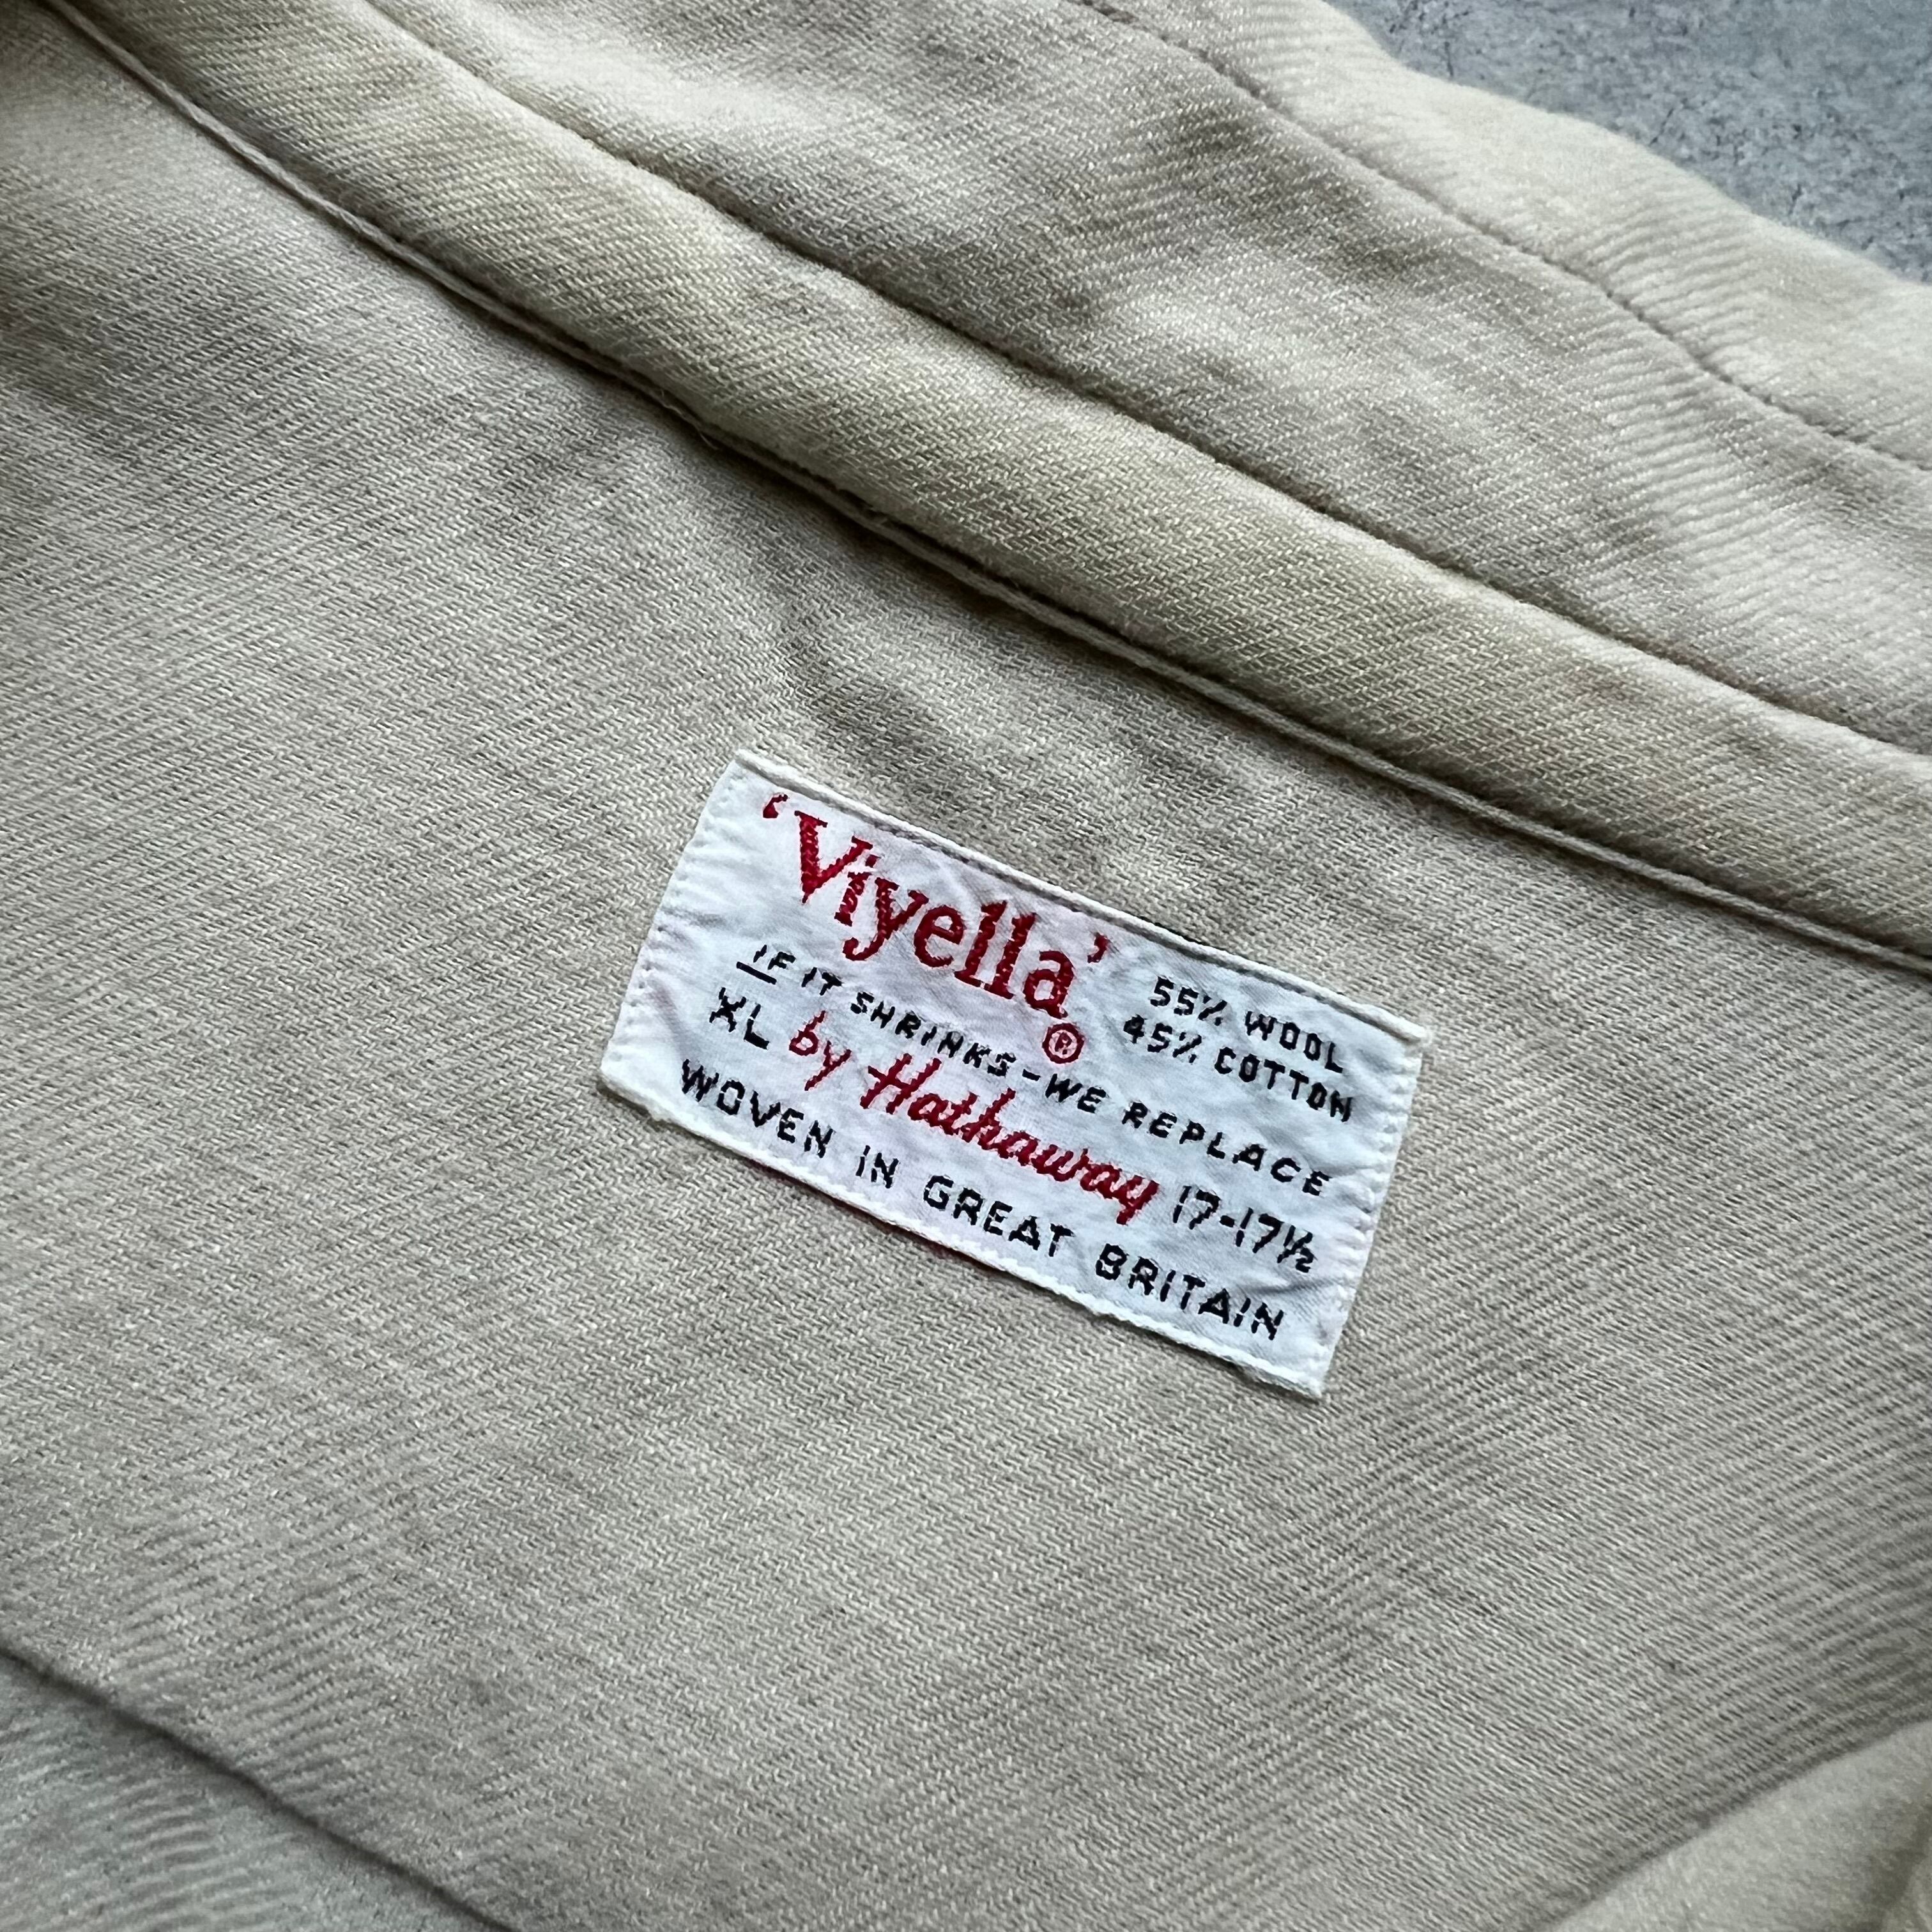 ‘Viyella’® 55% WOOL
45% COTTON
IF IT SHRINKS-WE REPLACE
XL by Hathaway 17-17½
WOVEN IN GREAT BRITAIN